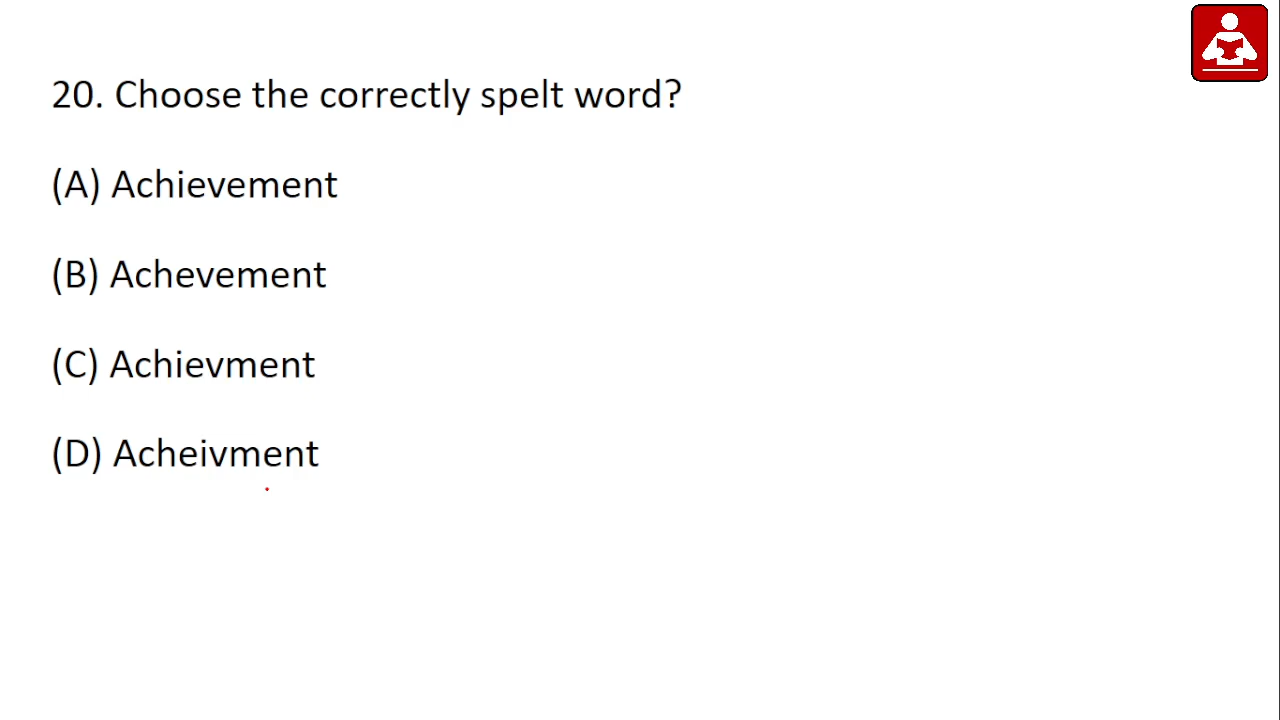 20. Choose the correctly spelt word?
(A) Achievement
(B) Achevement
(C) Achievment
(D) Acheivment